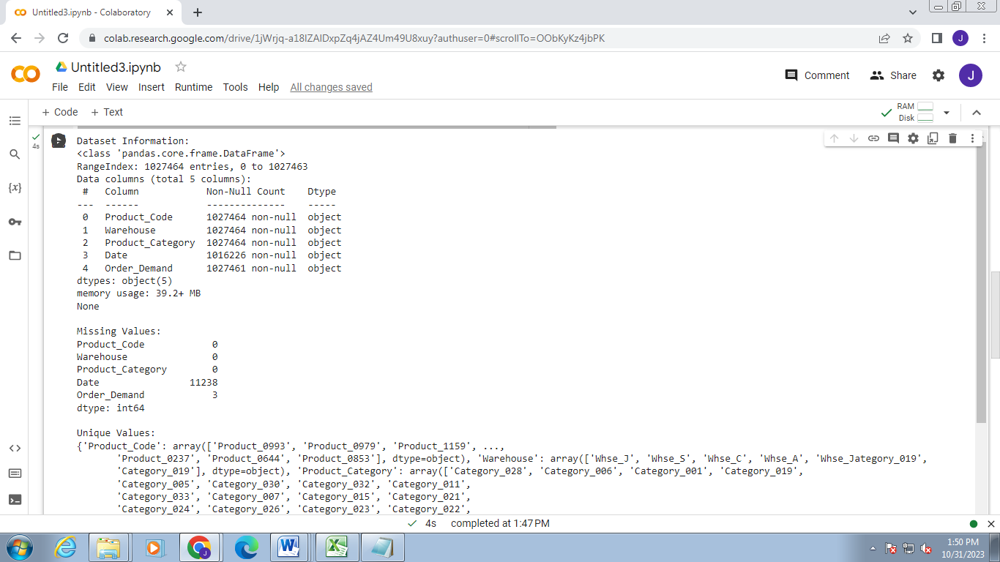 Untitled3.ipynb - Colaboratory
colab.research.google.com/drive/1jWrjq-a18lZAlDxpZq4jAZ4Um49U8xuy?authuser=0#scrollTo=OObKyKz4jbPK
J
Untitled3.ipynb
Comment
Share
J
File Edit View Insert Runtime Tools Help All changes saved
+ Code + Text
RAM
Disk
4s
Dataset Information:
<class 'pandas.core.frame.DataFrame'>
RangeIndex: 1027464 entries, 0 to 1027463
Data columns (total 5 columns):
 #   Column            Non-Null Count    Dtype
---  ------            --------------    -----
 0   Product_Code      1027464 non-null  object
 1   Warehouse         1027464 non-null  object
 2   Product_Category  1027464 non-null  object
 3   Date              1016226 non-null  object
 4   Order_Demand      1027461 non-null  object
dtypes: object(5)
memory usage: 39.2+ MB
None
Missing Values:
Product_Code            0
Warehouse               0
Product_Category        0
Date                11238
Order_Demand            3
dtype: int64
Unique Values:
{'Product_Code': array(['Product_0993', 'Product_0979', 'Product_1159', ...,
       'Product_0237', 'Product_0644', 'Product_0853'], dtype=object), 'Warehouse': array(['Whse_J', 'Whse_S', 'Whse_C', 'Whse_A', 'Whse_Jategory_019',
       'Category_019'], dtype=object), 'Product_Category': array(['Category_028', 'Category_006', 'Category_001', 'Category_019',
       'Category_005', 'Category_030', 'Category_032', 'Category_011',
       'Category_033', 'Category_007', 'Category_015', 'Category_021',
       'Category_024', 'Category_026', 'Category_023', 'Category_022',
{x}
4s completed at 1:47 PM
J
1:50 PM
10/31/2023